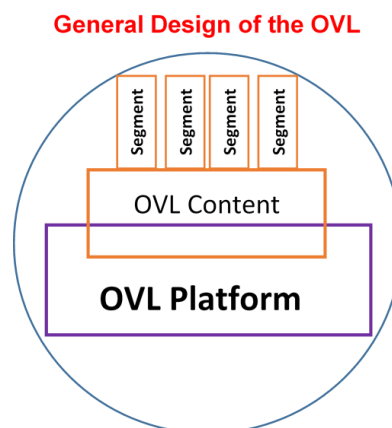 General Design of the OVL
Segment
Segment
Segment
Segment
OVL Content
OVL Platform